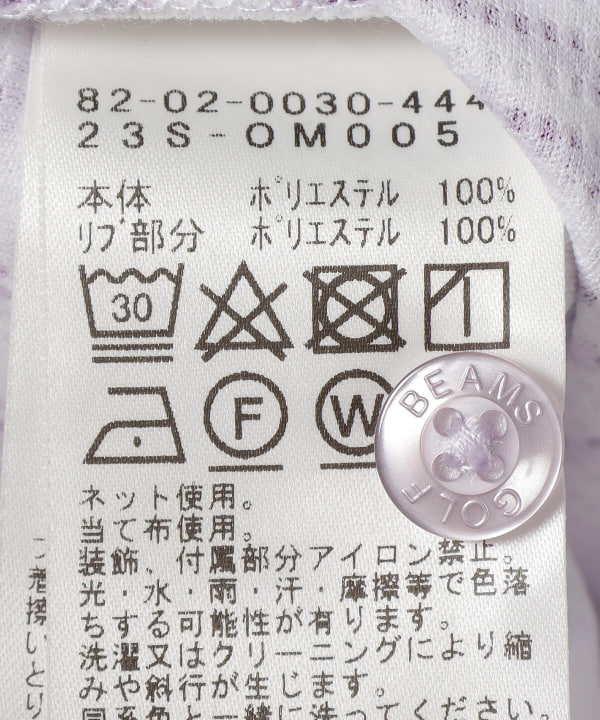 82-02-0030-444
23S-OM005
本体 ポリエステル 100%
リブ部分 ポリエステル 100%
30
F W
BEAMS
GOLF
ネット使用。
当て布使用。
装飾・付属部分アイロン禁止。
光、水・雨・汗・摩擦等で色落
ち・する可能性が有ります。
洗濯又はクリーニングにより縮
みや斜行が生じます。